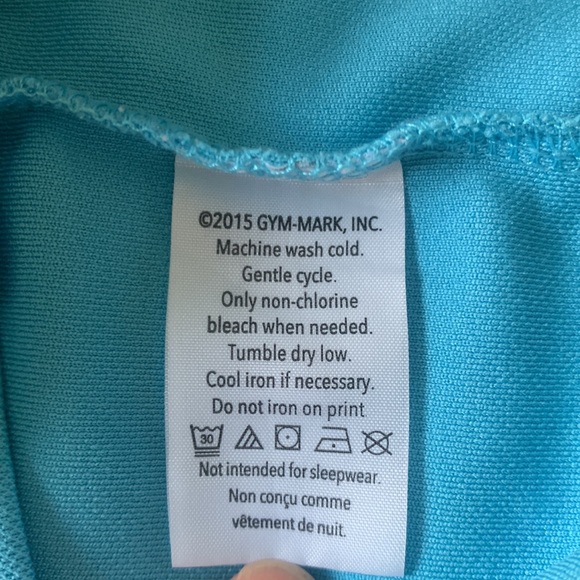 ©2015 GYM-MARK, INC.
Machine wash cold.
Gentle cycle.
Only non-chlorine
bleach when needed.
Tumble dry low.
Cool iron if necessary.
Do not iron on print
30
Not intended for sleepwear.
Non conçu comme
vêtement de nuit.